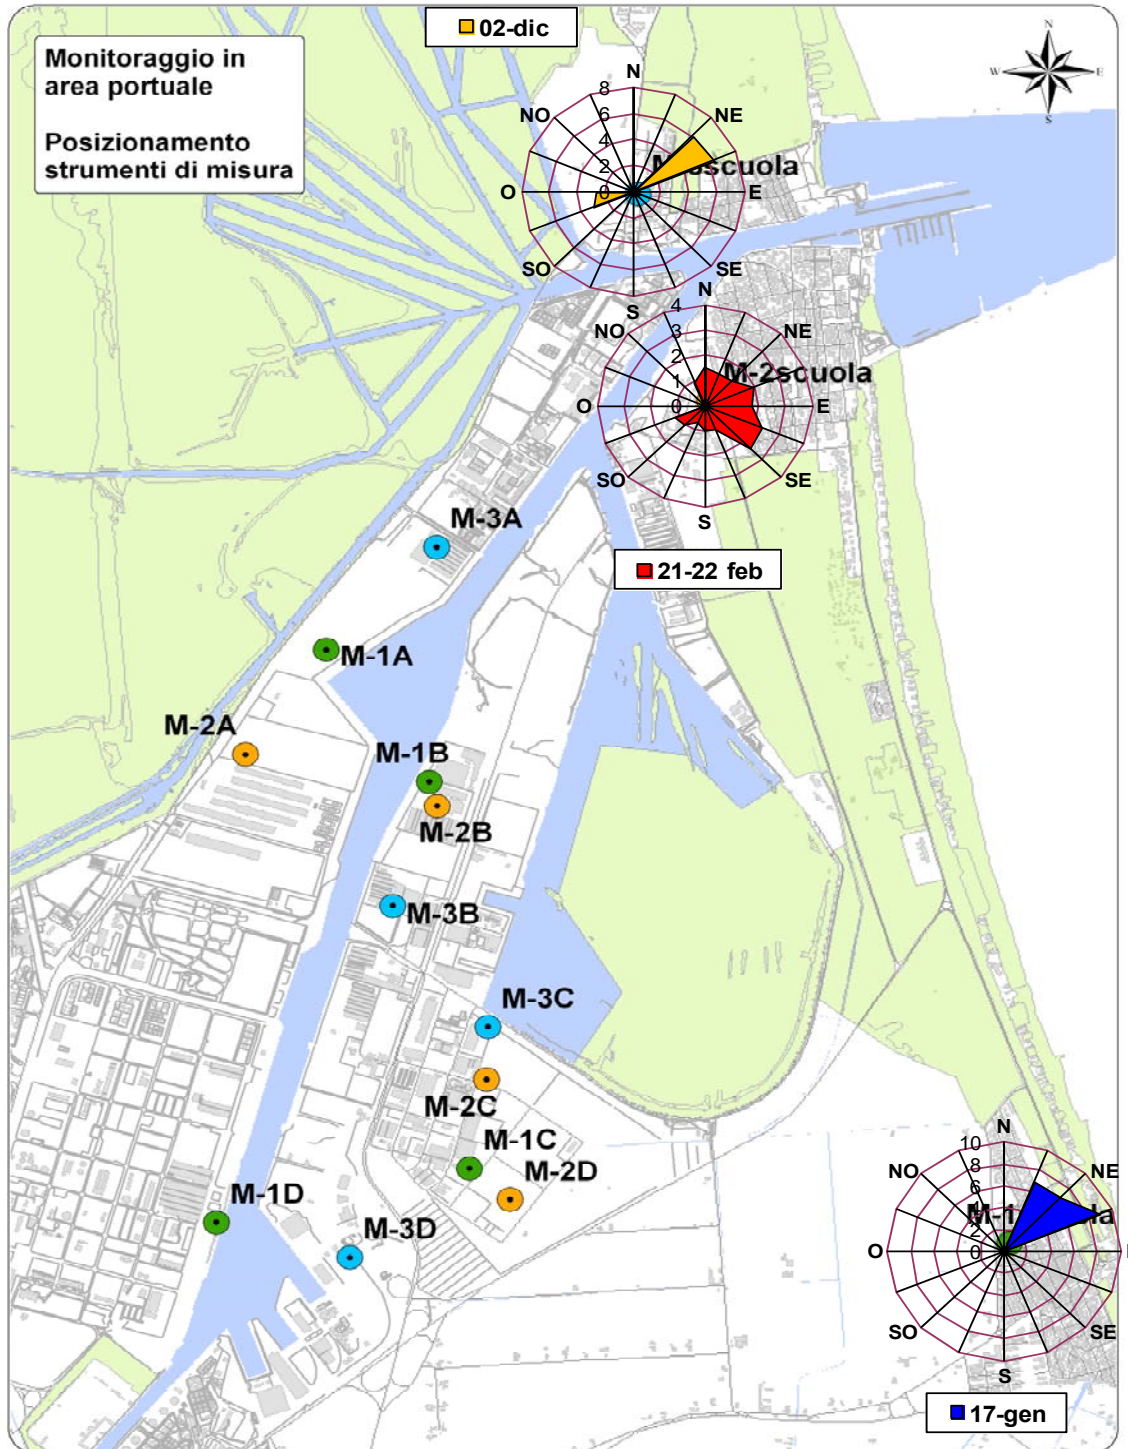 02-dic
Monitoraggio in
area portuale
Posizionamento
strumenti di misura
N
W E
S
N
NO NE
8
6
4
2
0
O E
SO SE
S
N
NO NE
4
3
2
1
0
M-2scuola
O E
SO SE
S
21-22 feb
M-3A
M-1A
M-2A
M-1B
M-2B
M-3B
M-3C
M-2C
M-1C
M-2D
M-1D
M-3D
N
NO NE
10
8
6
4
2
0
O
SO SE
S
17-gen